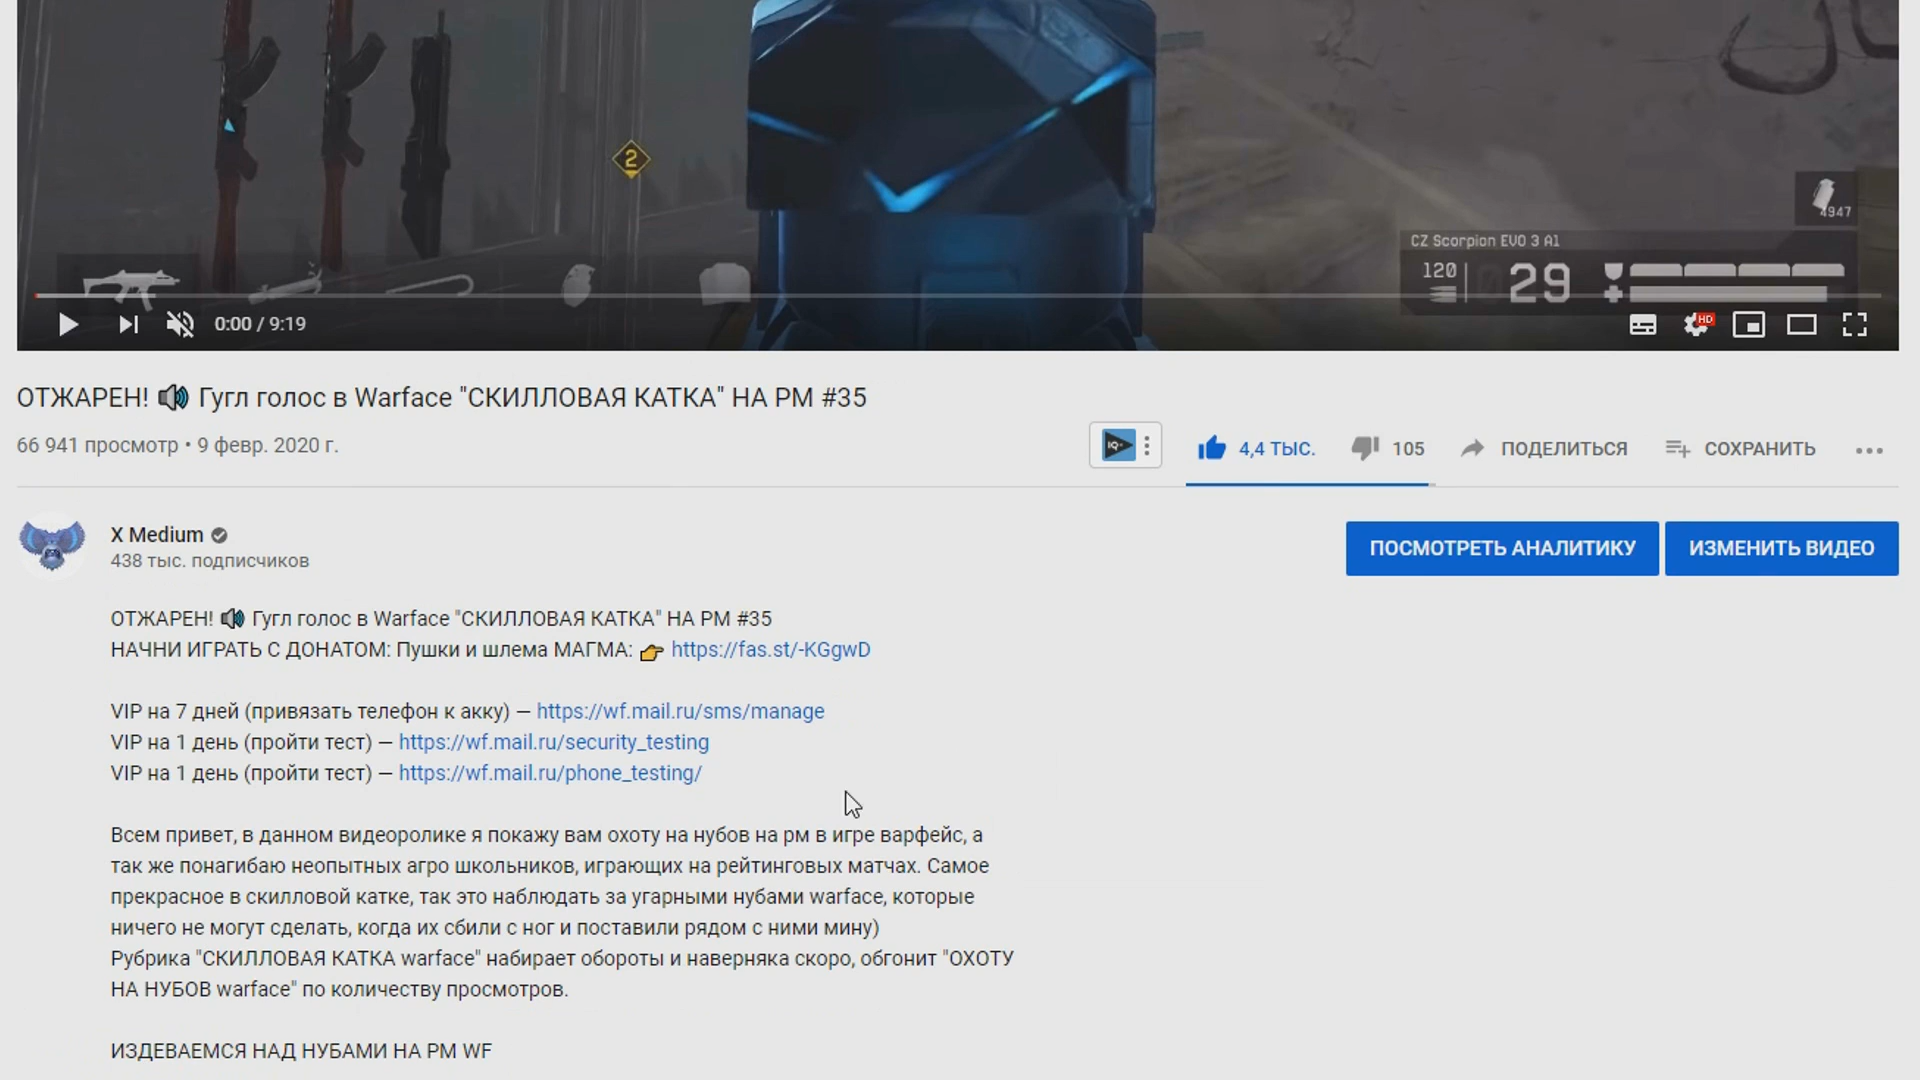 2
4947
CZ Scorpion EVO 3 A1
120
29
0:00 / 9:19
HD
ОТЖАРЕН! 🔊 Гугл голос в Warface "СКИЛЛОВАЯ КАТКА" НА РМ #35
66 941 просмотр • 9 февр. 2020 г.
IQ
4,4 ТЫС.
105
ПОДЕЛИТЬСЯ
СОХРАНИТЬ
X Medium
438 тыс. подписчиков
ПОСМОТРЕТЬ АНАЛИТИКУ
ИЗМЕНИТЬ ВИДЕО
ОТЖАРЕН! 🔊 Гугл голос в Warface "СКИЛЛОВАЯ КАТКА" НА РМ #35
НАЧНИ ИГРАТЬ С ДОНАТОМ: Пушки и шлема МАГМА: 👉 https://fas.st/-KGgwD
VIP на 7 дней (привязать телефон к акку) — https://wf.mail.ru/sms/manage
VIP на 1 день (пройти тест) — https://wf.mail.ru/security_testing
VIP на 1 день (пройти тест) — https://wf.mail.ru/phone_testing/
Всем привет, в данном видеоролике я покажу вам охоту на нубов на рм в игре варфейс, а
так же понагибаю неопытных агро школьников, играющих на рейтинговых матчах. Самое
прекрасное в скилловой катке, так это наблюдать за угарными нубами warface, которые
ничего не могут сделать, когда их сбили с ног и поставили рядом с ними мину)
Рубрика "СКИЛЛОВАЯ КАТКА warface" набирает обороты и наверняка скоро, обгонит "ОХОТУ
НА НУБОВ warface" по количеству просмотров.
ИЗДЕВАЕМСЯ НАД НУБАМИ НА РМ WF